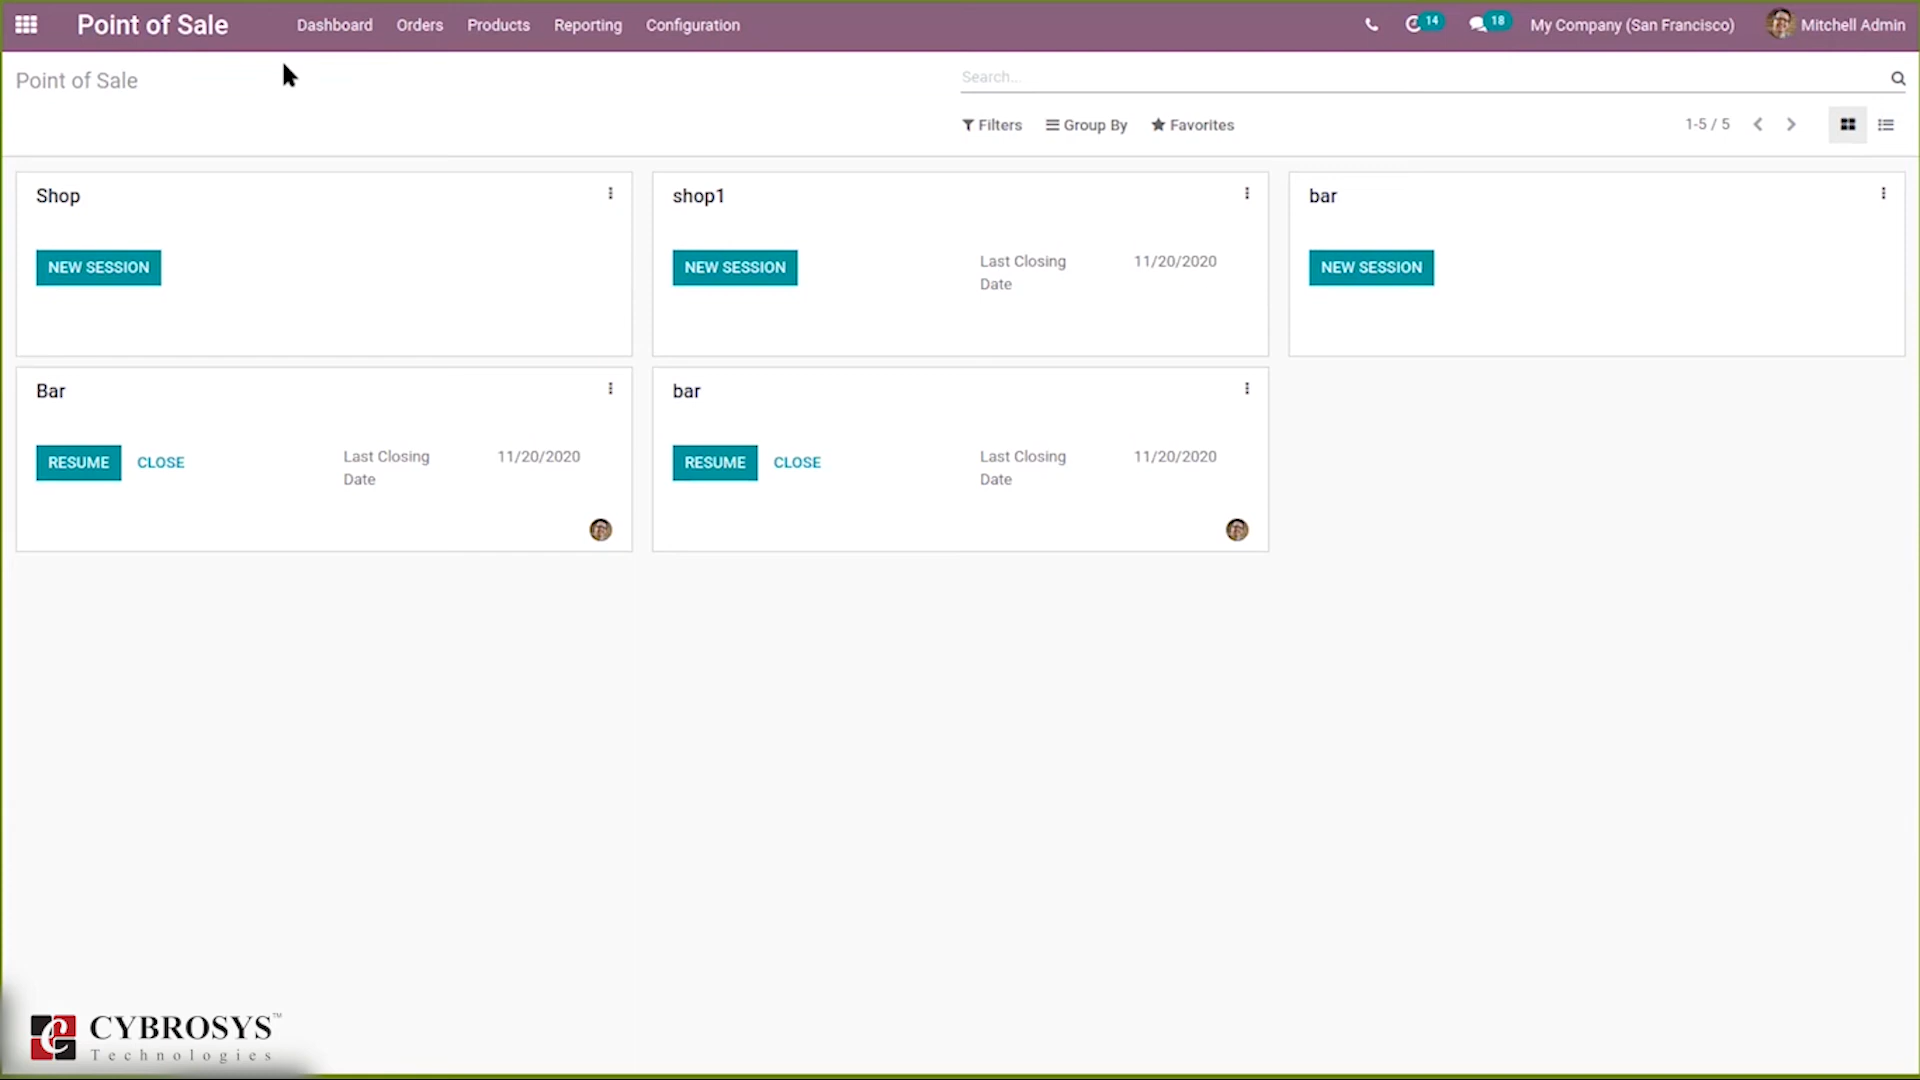 Point of Sale Dashboard Orders Products Reporting Configuration 14 18 My Company (San Francisco) Mitchell Admin
Point of Sale Search...
Filters Group By Favorites 1-5 / 5
Shop shop1 bar
NEW SESSION NEW SESSION Last Closing 11/20/2020 NEW SESSION
Date
Bar bar
RESUME CLOSE Last Closing 11/20/2020 RESUME CLOSE Last Closing 11/20/2020
Date Date
CYBROSYS™
Technologies